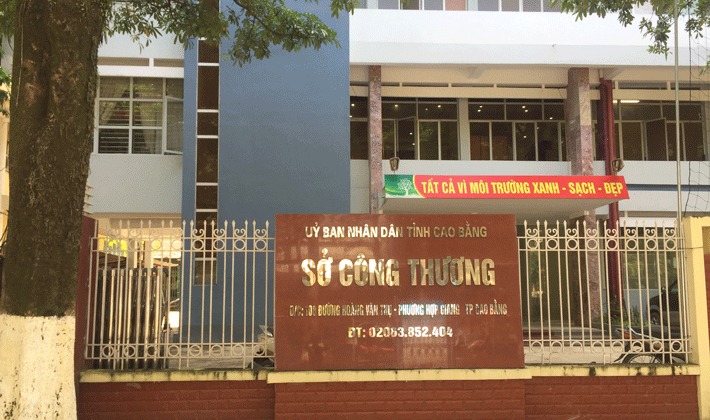 TẤT CẢ VÌ MÔI TRƯỜNG XANH - SẠCH - ĐẸP
UỶ BAN NHÂN DÂN TỈNH CAO BẰNG
SỞ CÔNG THƯƠNG
ĐƯỜNG HOÀNG VĂN THỤ - PHƯỜNG HỢP GIANG - TP CAO BẰNG
ĐT: 02063.852.404